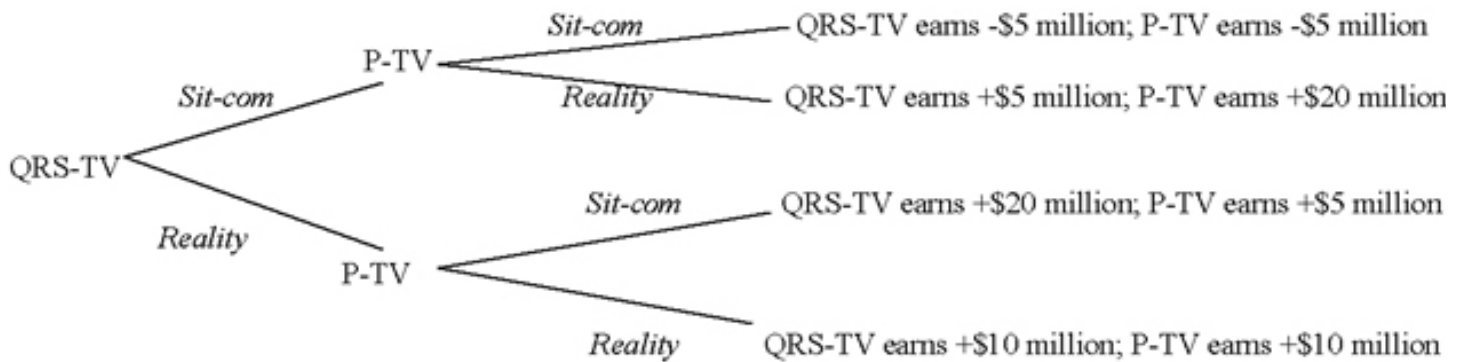 Sit-com QRS-TV earns -$5 million; P-TV earns -$5 million
P-TV
Sit-com Reality QRS-TV earns +$5 million; P-TV earns +$20 million
QRS-TV
Sit-com QRS-TV earns +$20 million; P-TV earns +$5 million
Reality
P-TV
Reality QRS-TV earns +$10 million; P-TV earns +$10 million